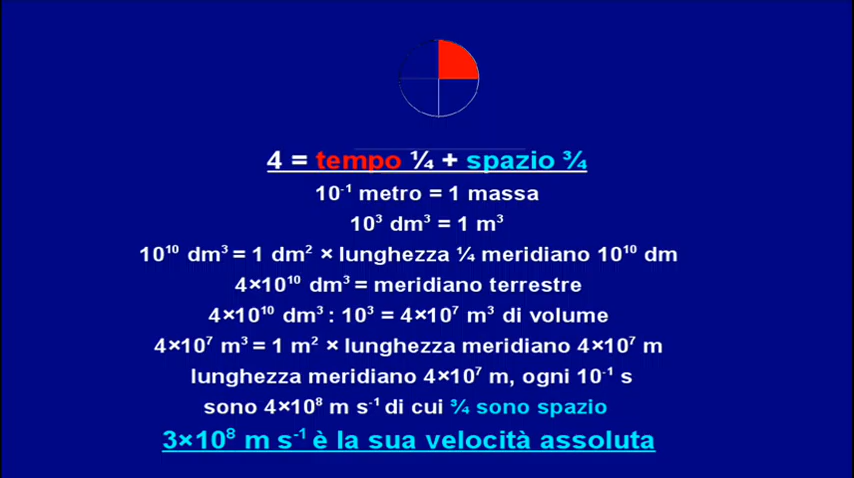 4 = tempo ¼ + spazio ¾
10⁻¹ metro = 1 massa
10³ dm³ = 1 m³
10¹⁰ dm³ = 1 dm² × lunghezza ¼ meridiano 10¹⁰ dm
4×10¹⁰ dm³ = meridiano terrestre
4×10¹⁰ dm³ : 10³ = 4×10⁷ m³ di volume
4×10⁷ m³ = 1 m² × lunghezza meridiano 4×10⁷ m
lunghezza meridiano 4×10⁷ m, ogni 10⁻¹ s
sono 4×10⁸ m s⁻¹ di cui ¾ sono spazio
3×10⁸ m s⁻¹ è la sua velocità assoluta